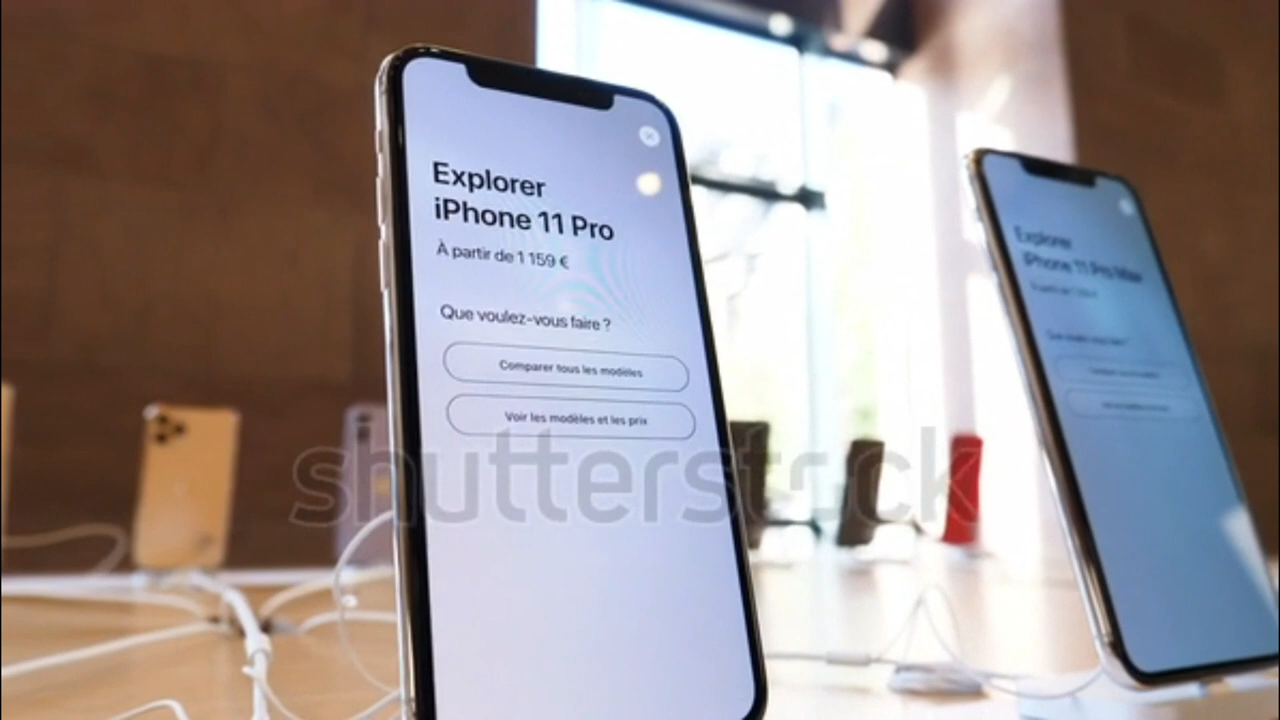 Explorer
iPhone 11 Pro
À partir de 1 159 €
Que voulez-vous faire ?
Comparer tous les modèles
Voir les modèles et les prix
Explorer
iPhone 11 Pro Max
shutterstock